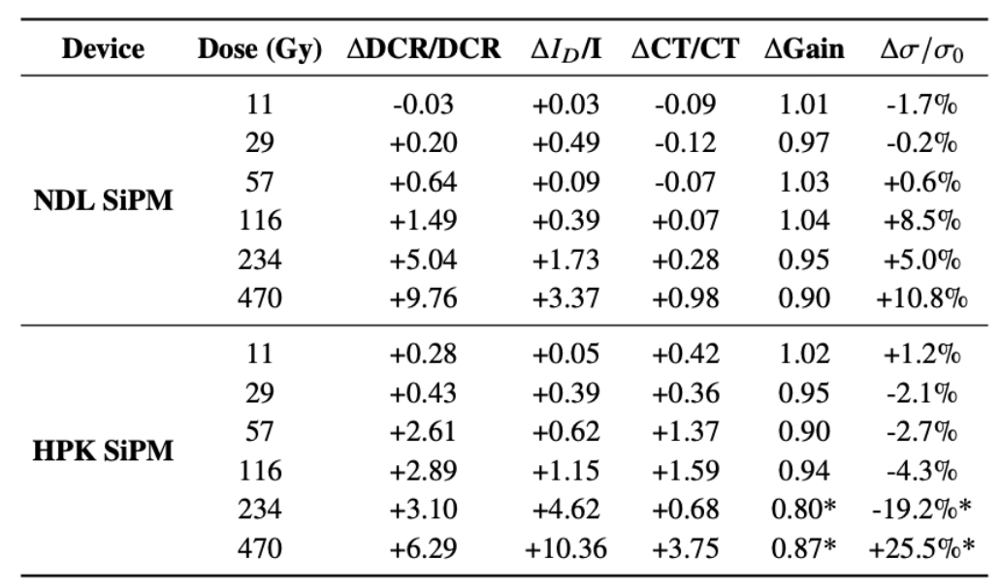 Device Dose (Gy) ΔDCR/DCR ΔI_D/I ΔCT/CT ΔGain Δσ/σ₀
11 -0.03 +0.03 -0.09 1.01 -1.7%
29 +0.20 +0.49 -0.12 0.97 -0.2%
57 +0.64 +0.09 -0.07 1.03 +0.6%
NDL SiPM
116 +1.49 +0.39 +0.07 1.04 +8.5%
234 +5.04 +1.73 +0.28 0.95 +5.0%
470 +9.76 +3.37 +0.98 0.90 +10.8%
11 +0.28 +0.05 +0.42 1.02 +1.2%
29 +0.43 +0.39 +0.36 0.95 -2.1%
57 +2.61 +0.62 +1.37 0.90 -2.7%
HPK SiPM
116 +2.89 +1.15 +1.59 0.94 -4.3%
234 +3.10 +4.62 +0.68 0.80* -19.2%*
470 +6.29 +10.36 +3.75 0.87* +25.5%*